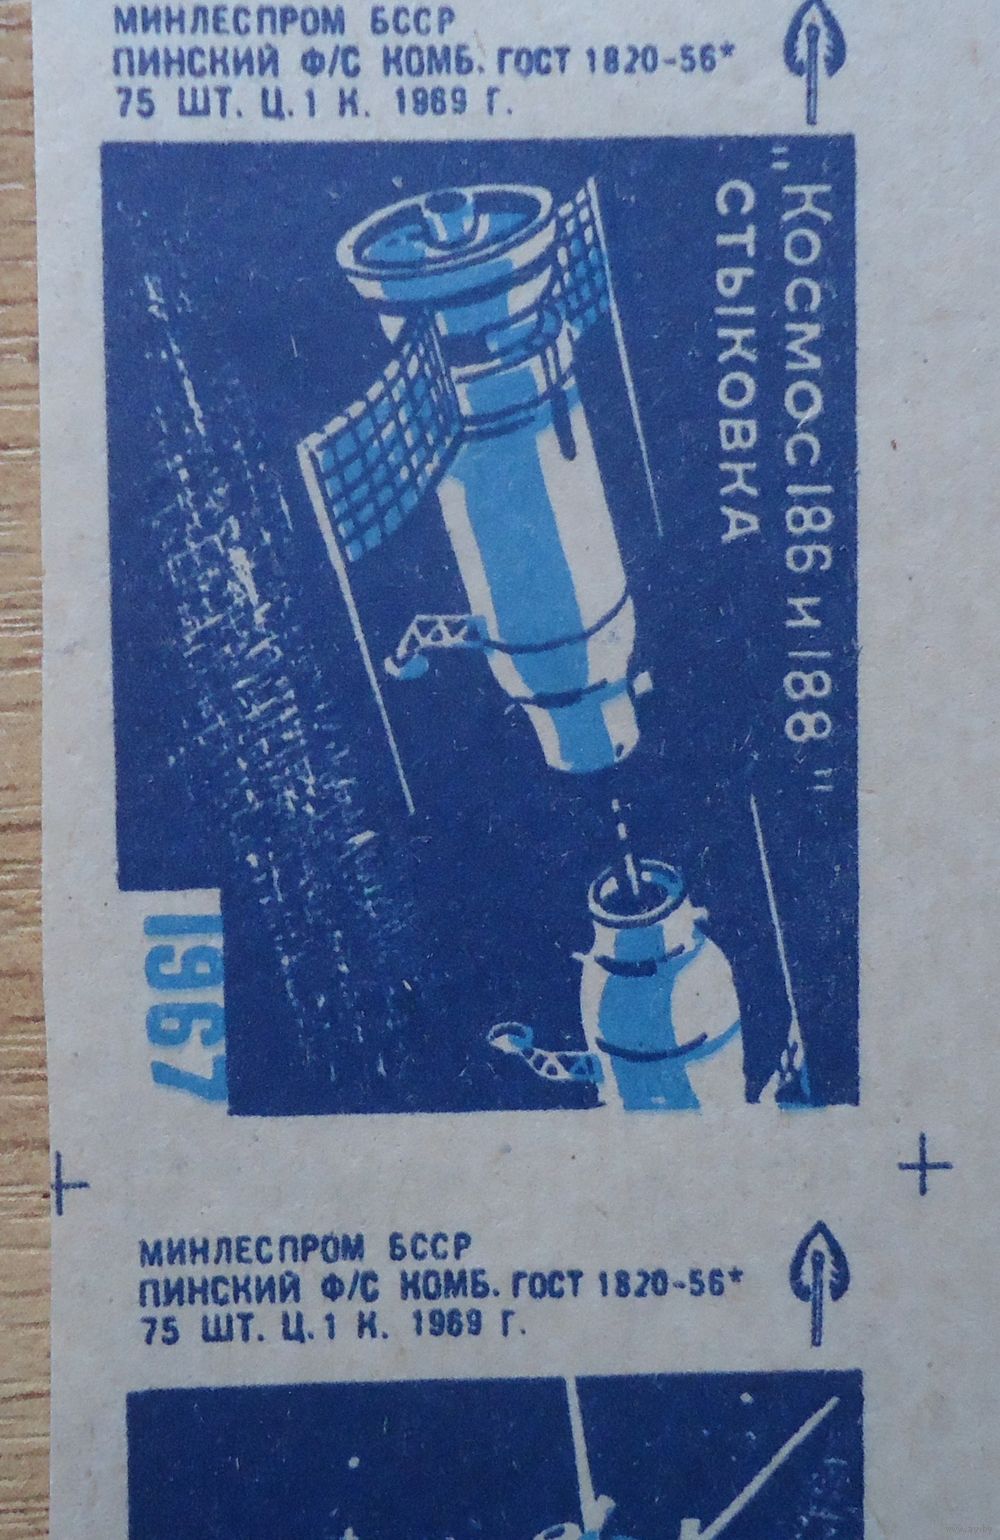 МИНЛЕСПРОМ БССР
ПИНСКИЙ Ф/С КОМБ. ГОСТ 1820-56*
75 ШТ. Ц. 1 К. 1969 Г.
"КОСМОС 186 И 188"
СТЫКОВКА
1967
МИНЛЕСПРОМ БССР
ПИНСКИЙ Ф/С КОМБ. ГОСТ 1820-56*
75 ШТ. Ц. 1 К. 1969 Г.